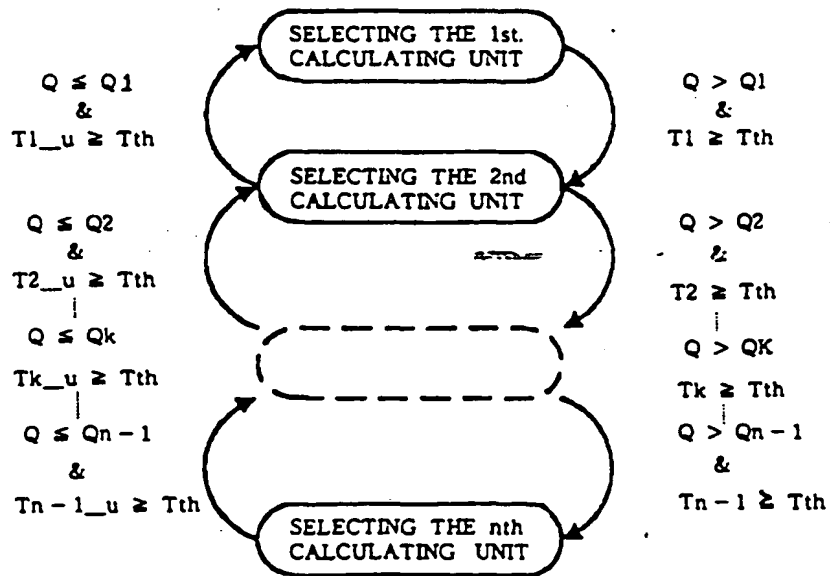 SELECTING THE 1st.
CALCULATING UNIT
Q ≦ Q1
&
T1_u ≧ Tth
Q > Q1
&
T1 ≧ Tth
SELECTING THE 2nd
CALCULATING UNIT
Q ≦ Q2
&
T2_u ≧ Tth
Q ≦ Qk
Tk_u ≧ Tth
Q ≦ Qn-1
&
Tn-1_u ≧ Tth
Q > Q2
&
T2 ≧ Tth
Q > QK
Tk ≧ Tth
Q > Qn-1
&
Tn-1 ≧ Tth
SELECTING THE nth
CALCULATING UNIT